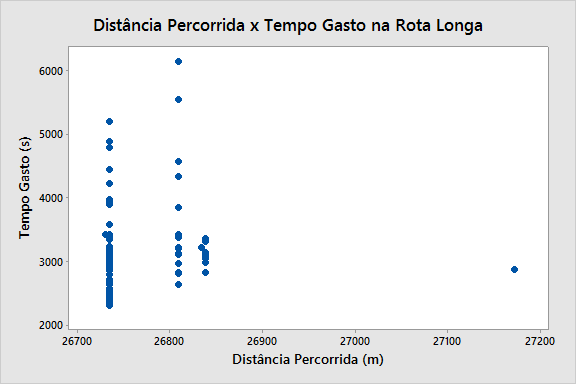 Distância Percorrida x Tempo Gasto na Rota Longa
6000
5000
4000
3000
2000
Tempo Gasto (s)
26700 26800 26900 27000 27100 27200
Distância Percorrida (m)